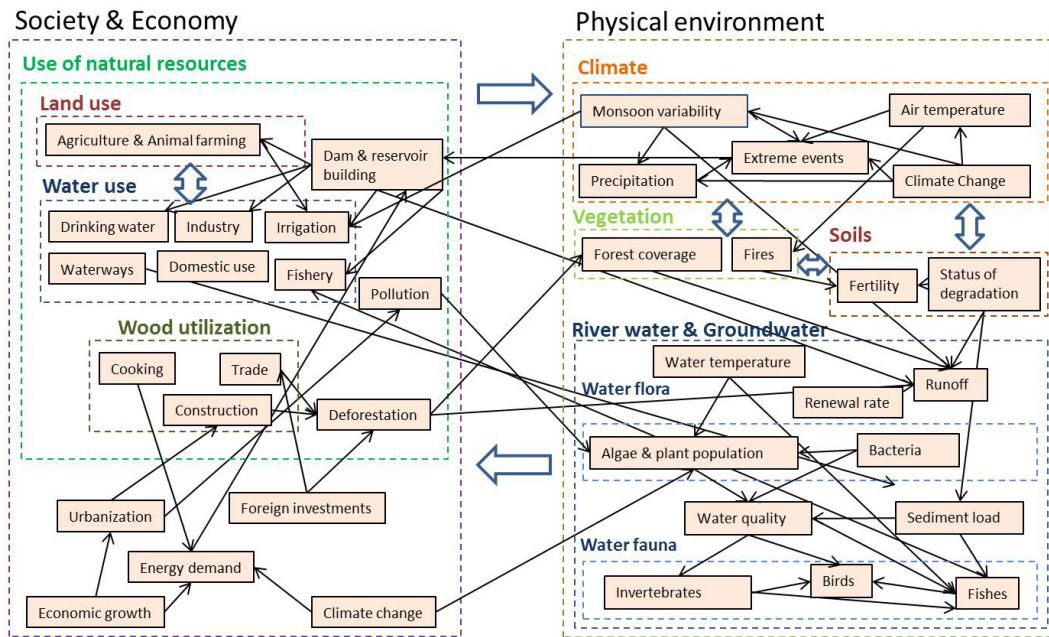 Society & Economy
Physical environment
Use of natural resources
Land use
Agriculture & Animal farming
Dam & reservoir
building
Water use
Drinking water
Industry
Irrigation
Waterways
Domestic use
Fishery
Pollution
Wood utilization
Cooking
Trade
Construction
Deforestation
Urbanization
Foreign investments
Energy demand
Economic growth
Climate change
Climate
Monsoon variability
Air temperature
Extreme events
Precipitation
Climate Change
Vegetation
Forest coverage
Fires
Soils
Fertility
Status of
degradation
River water & Groundwater
Water temperature
Runoff
Water flora
Renewal rate
Algae & plant population
Bacteria
Water quality
Sediment load
Water fauna
Invertebrates
Birds
Fishes